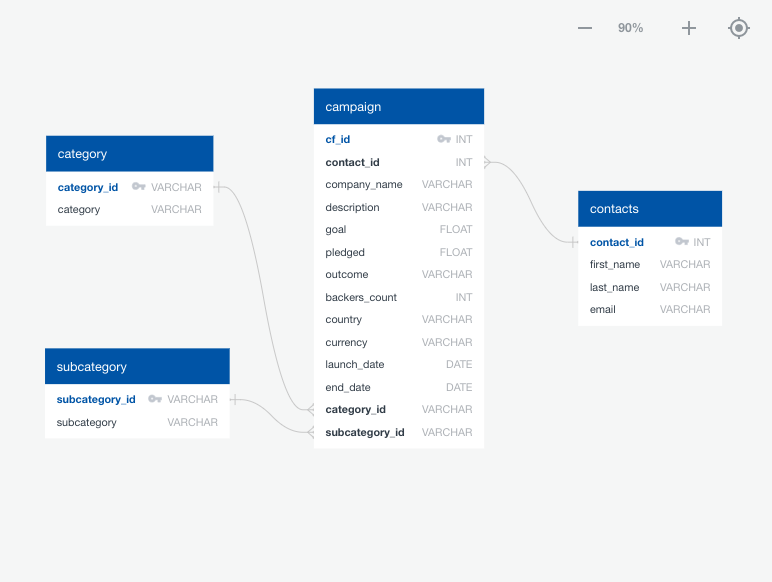 90%
campaign
cf_id INT
contact_id INT
company_name VARCHAR
description VARCHAR
goal FLOAT
pledged FLOAT
outcome VARCHAR
backers_count INT
country VARCHAR
currency VARCHAR
launch_date DATE
end_date DATE
category_id VARCHAR
subcategory_id VARCHAR
category
category_id VARCHAR
category VARCHAR
contacts
contact_id INT
first_name VARCHAR
last_name VARCHAR
email VARCHAR
subcategory
subcategory_id VARCHAR
subcategory VARCHAR